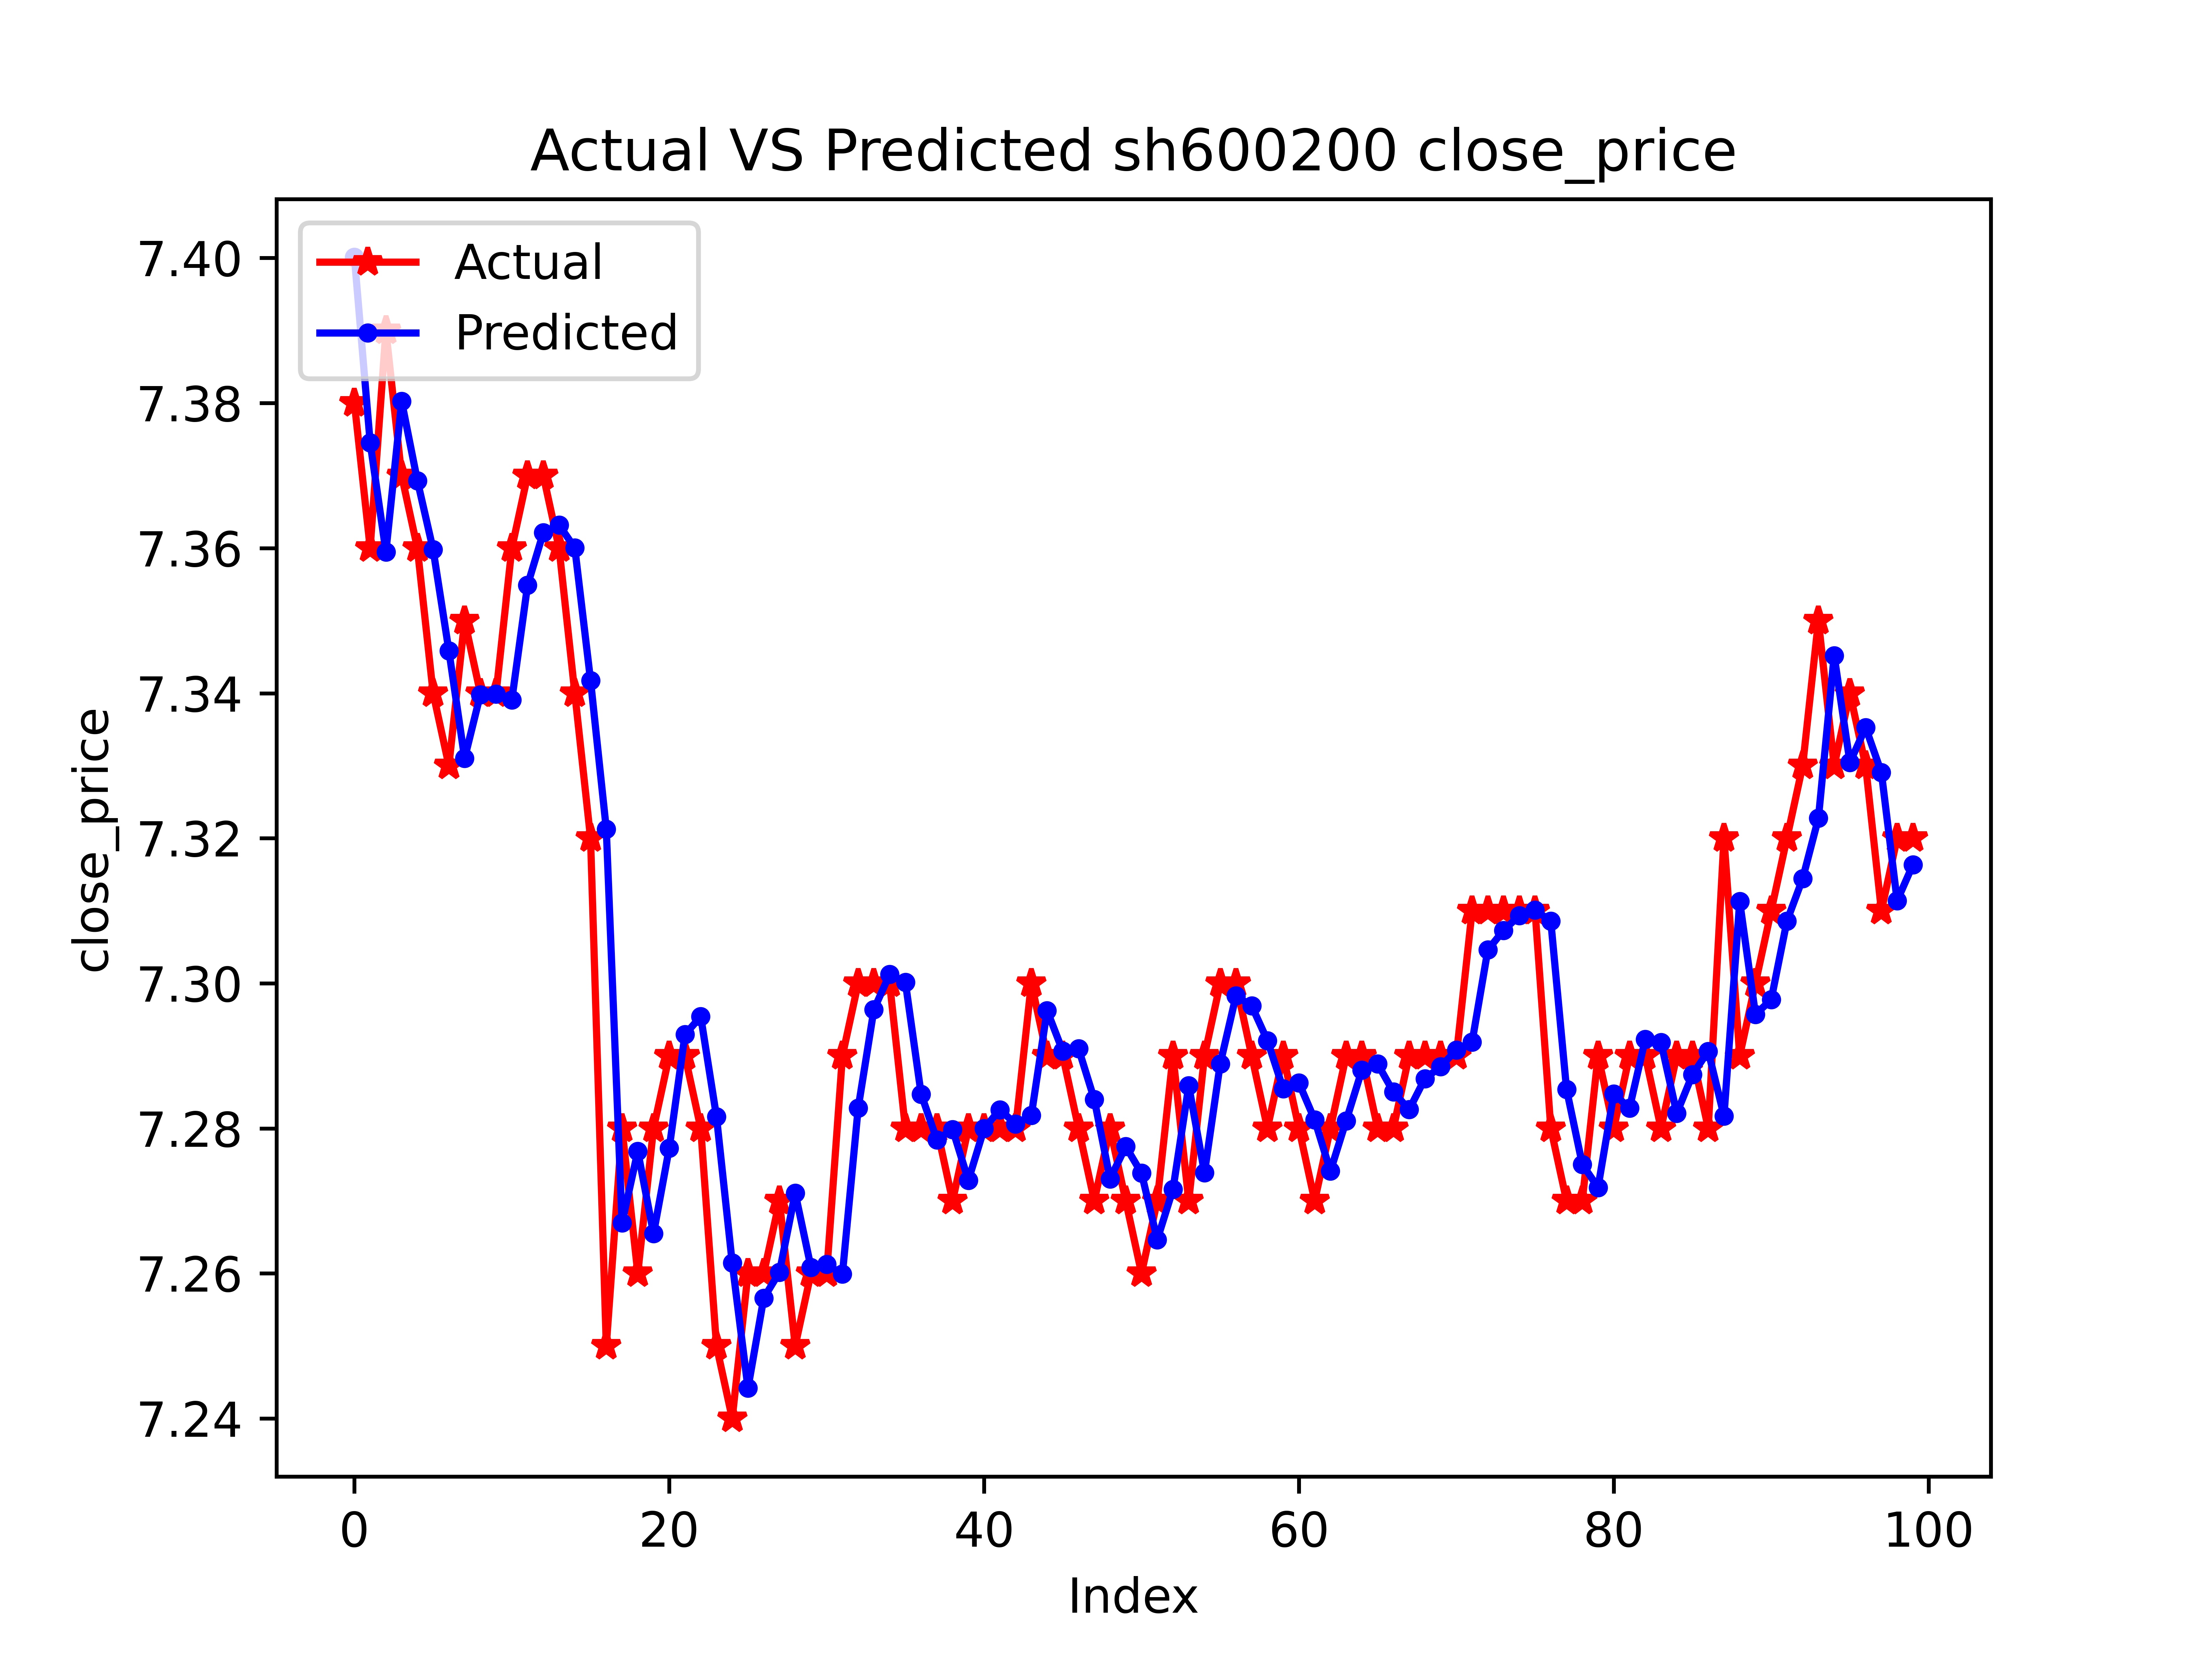 Actual VS Predicted sh600200 close_price
Actual
Predicted
close_price
7.40
7.38
7.36
7.34
7.32
7.30
7.28
7.26
7.24
0 20 40 60 80 100
Index